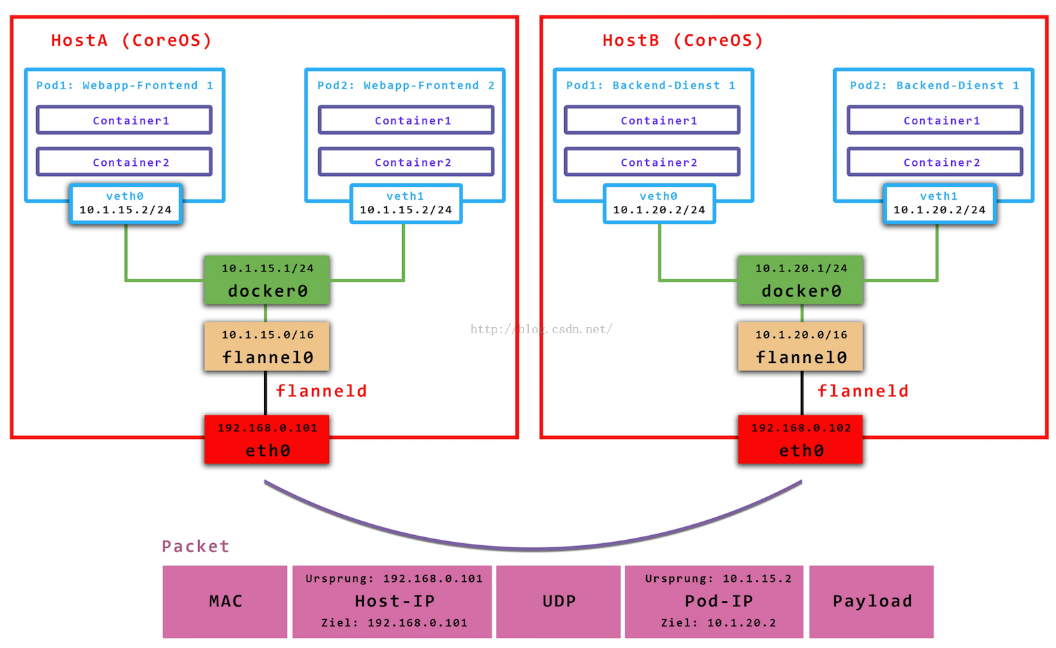 HostA (CoreOS)
HostB (CoreOS)
Pod1: Webapp-Frontend 1
Container1
Container2
veth0
10.1.15.2/24
Pod2: Webapp-Frontend 2
Container1
Container2
veth1
10.1.15.2/24
Pod1: Backend-Dienst 1
Container1
Container2
veth0
10.1.20.2/24
Pod2: Backend-Dienst 1
Container1
Container2
veth1
10.1.20.2/24
10.1.15.1/24
docker0
10.1.20.1/24
docker0
http://blog.csdn.net/
10.1.15.0/16
flannel0
10.1.20.0/16
flannel0
flanneld
flanneld
192.168.0.101
eth0
192.168.0.102
eth0
Packet
MAC
Ursprung: 192.168.0.101
Host-IP
Ziel: 192.168.0.101
UDP
Ursprung: 10.1.15.2
Pod-IP
Ziel: 10.1.20.2
Payload